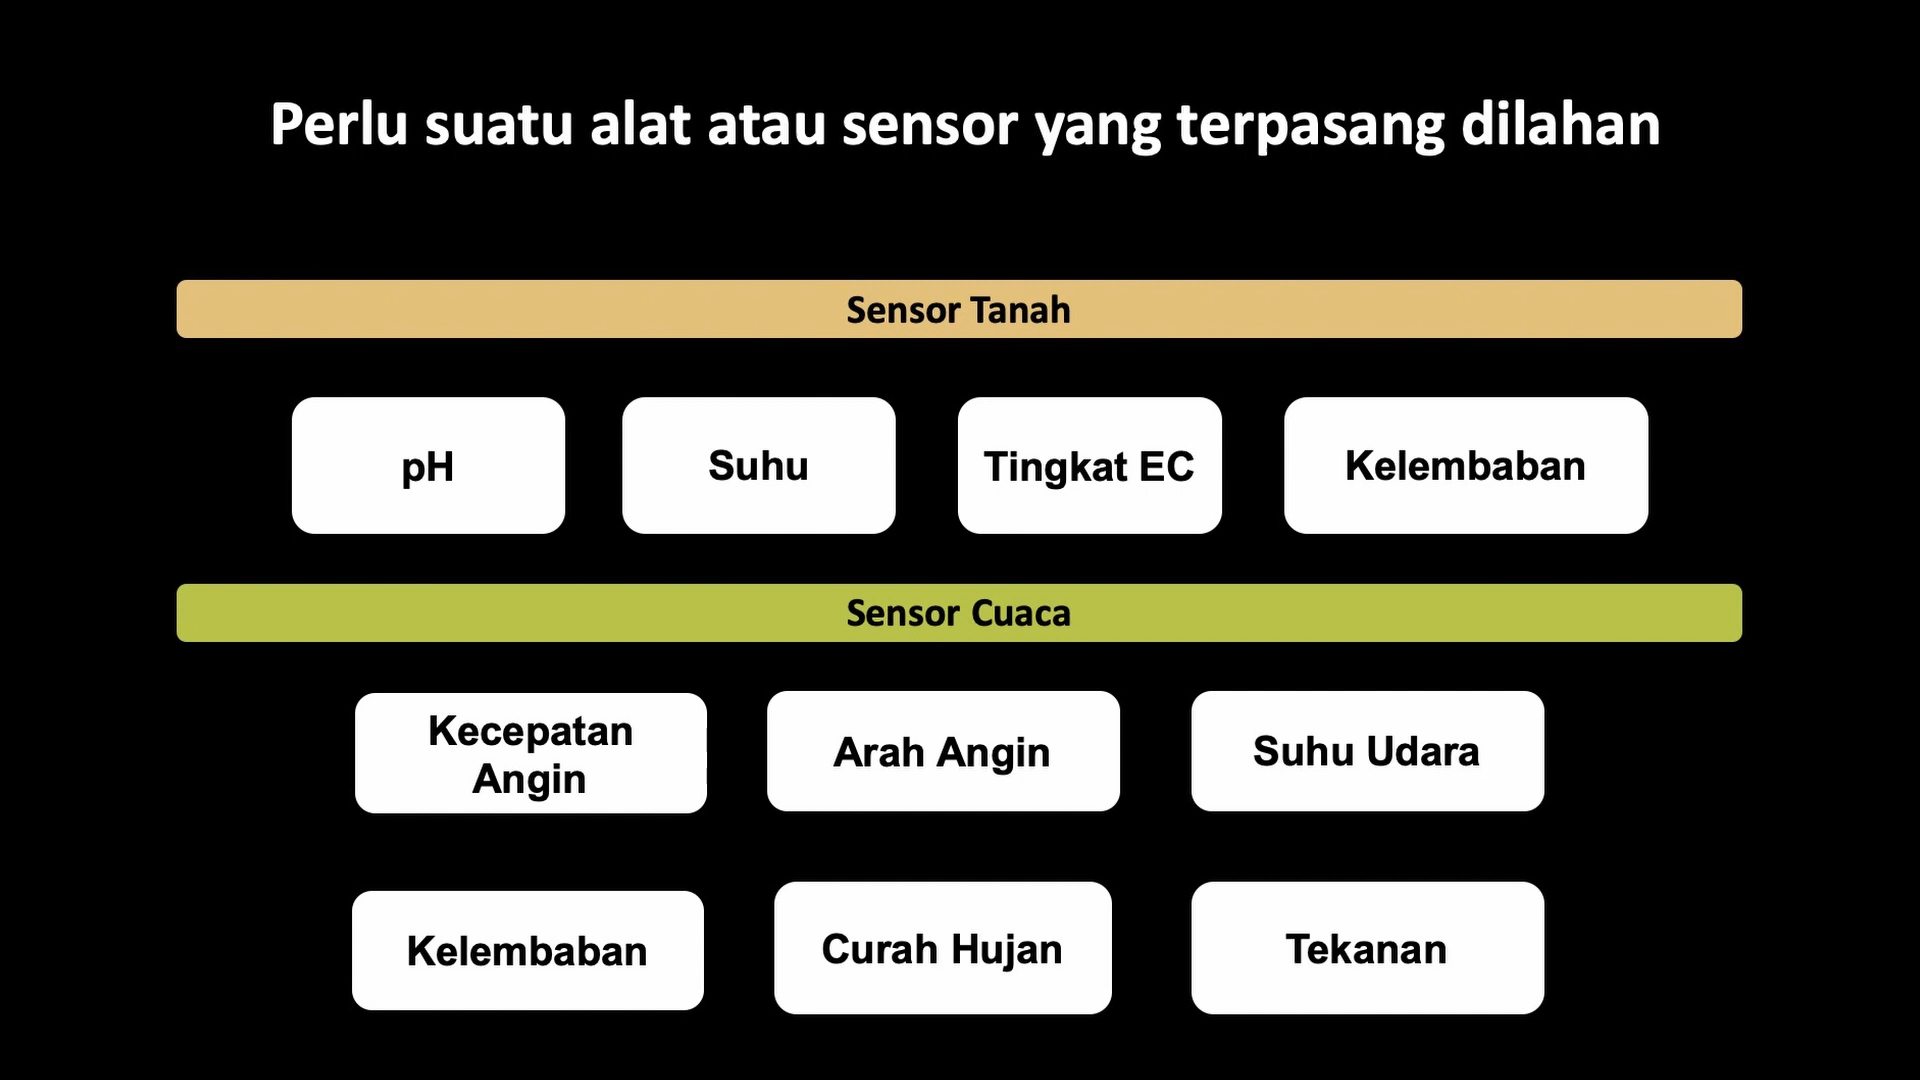 Perlu suatu alat atau sensor yang terpasang dilahan
Sensor Tanah
pH
Suhu
Tingkat EC
Kelembaban
Sensor Cuaca
Kecepatan
Angin
Arah Angin
Suhu Udara
Kelembaban
Curah Hujan
Tekanan